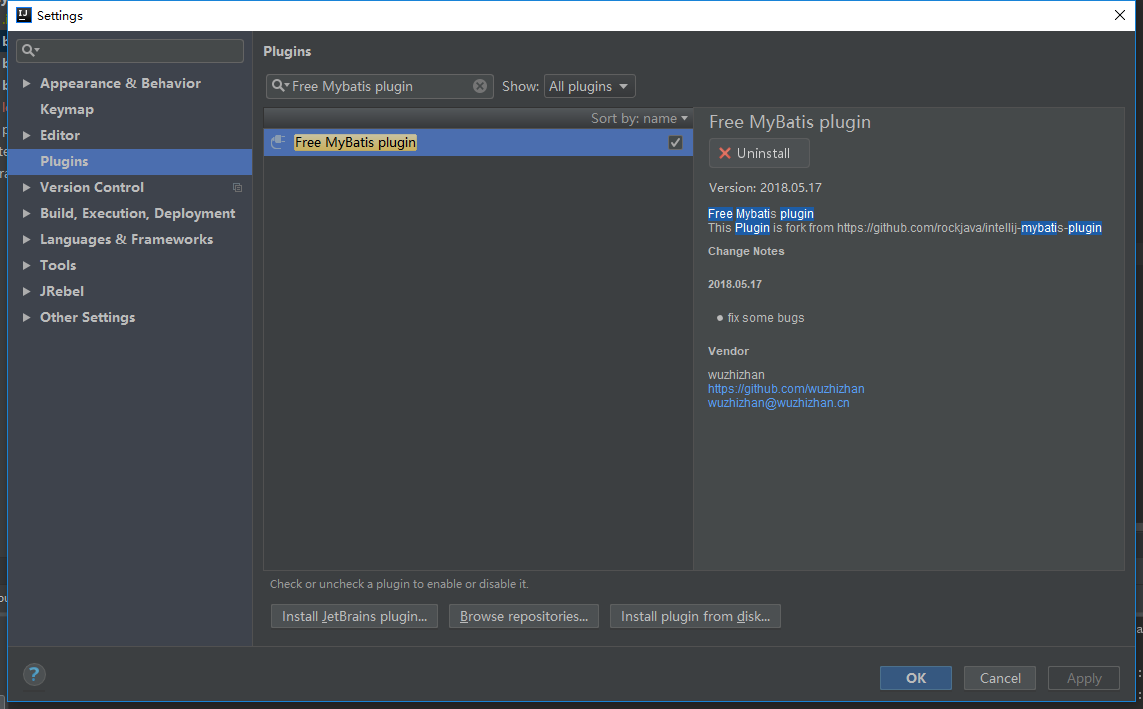 Settings
Appearance & Behavior
Keymap
Editor
Plugins
Version Control
Build, Execution, Deployment
Languages & Frameworks
Tools
JRebel
Other Settings
Plugins
Free Mybatis plugin
Show: All plugins
Sort by: name
Free MyBatis plugin
Free MyBatis plugin
Uninstall
Version: 2018.05.17
Free Mybatis plugin
This Plugin is fork from https://github.com/rockjava/intellij-mybatis-plugin
Change Notes
2018.05.17
● fix some bugs
Vendor
wuzhizhan
https://github.com/wuzhizhan
wuzhizhan@wuzhizhan.cn
Check or uncheck a plugin to enable or disable it.
Install JetBrains plugin...
Browse repositories...
Install plugin from disk...
?
OK
Cancel
Apply